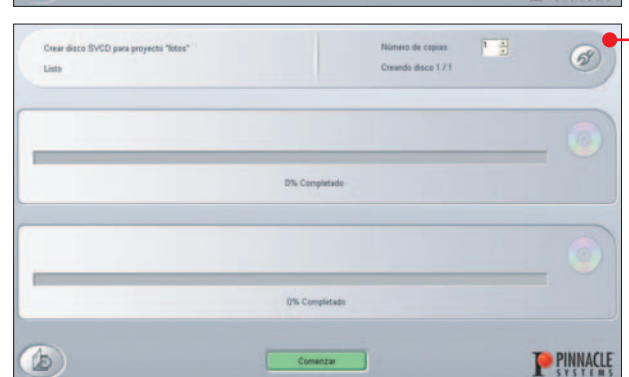 Crear disco SVCD para proyecto "fotos"
Listo
Número de copias 1
Creando disco 1 / 1
0% Completado
0% Completado
Comenzar
PINNACLE
SYSTEMS